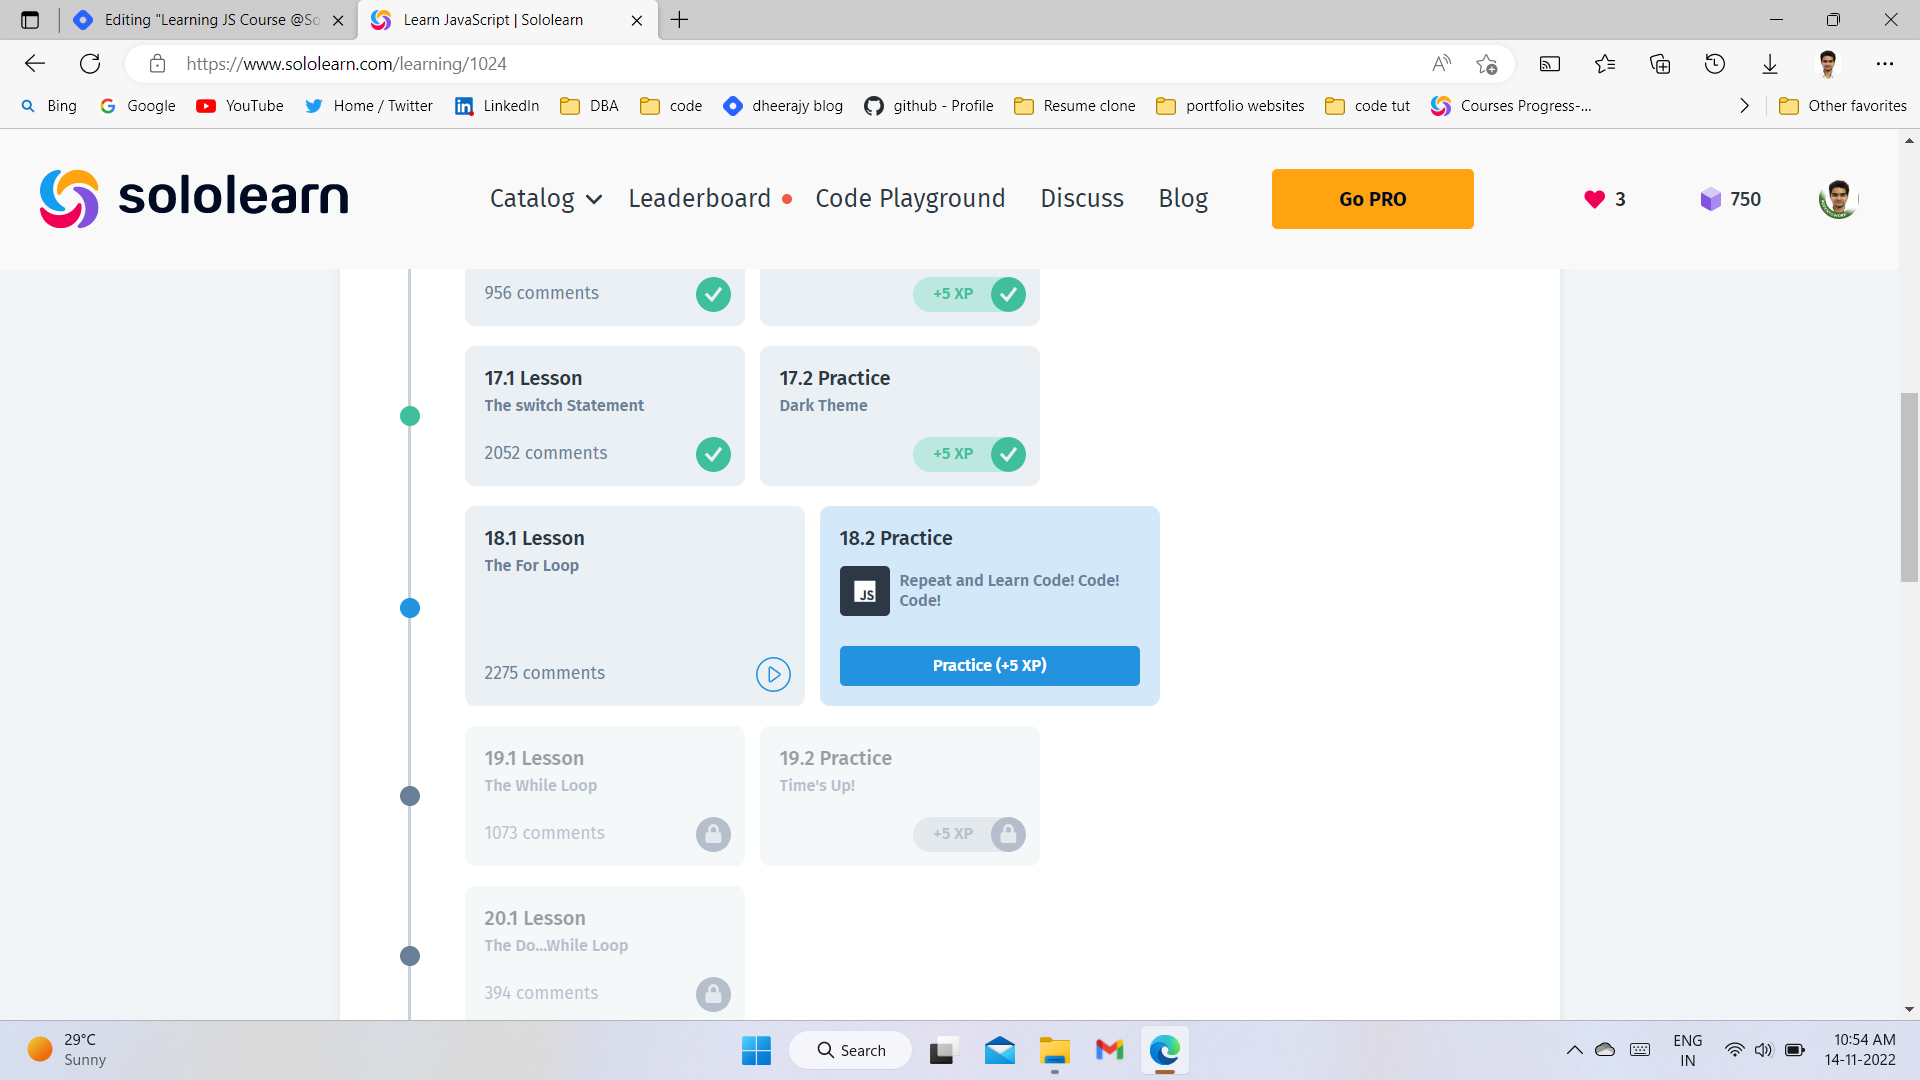 Editing "Learning JS Course @So
Learn JavaScript | Sololearn
https://www.sololearn.com/learning/1024
Bing
Google
YouTube
Home / Twitter
LinkedIn
DBA
code
dheerajy blog
github - Profile
Resume clone
portfolio websites
code tut
Courses Progress-...
Other favorites
sololearn
Catalog
Leaderboard
Code Playground
Discuss
Blog
Go PRO
3
750
956 comments
+5 XP
17.1 Lesson
The switch Statement
2052 comments
17.2 Practice
Dark Theme
+5 XP
18.1 Lesson
The For Loop
2275 comments
18.2 Practice
JS
Repeat and Learn Code! Code!
Code!
Practice (+5 XP)
19.1 Lesson
The While Loop
1073 comments
19.2 Practice
Time's Up!
+5 XP
20.1 Lesson
The Do...While Loop
394 comments
29°C
Sunny
Search
ENG
IN
10:54 AM
14-11-2022